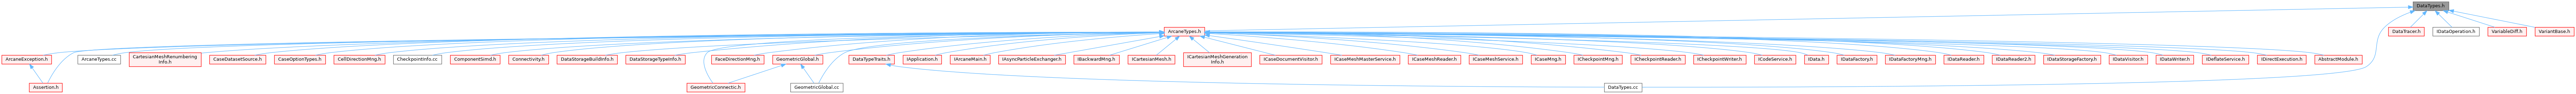 DataTypes.h
ArcaneTypes.h
DataTracer.h
IDataOperation.h
VariableDiff.h
VariantBase.h
ArcaneException.h
ArcaneTypes.cc
CartesianMeshRenumbering
Info.h
CaseDatasetSource.h
CaseOptionTypes.h
CellDirectionMng.h
CheckpointInfo.cc
ComponentSimd.h
Connectivity.h
DataStorageBuildInfo.h
DataStorageTypeInfo.h
FaceDirectionMng.h
GeometricGlobal.h
DataTypeTraits.h
IApplication.h
IArcaneMain.h
IAsyncParticleExchanger.h
IBackwardMng.h
ICartesianMesh.h
ICartesianMeshGeneration
Info.h
ICaseDocumentVisitor.h
ICaseMeshMasterService.h
ICaseMeshReader.h
ICaseMeshService.h
ICaseMng.h
ICheckpointMng.h
ICheckpointReader.h
ICheckpointWriter.h
ICodeService.h
IData.h
IDataFactory.h
IDataFactoryMng.h
IDataReader.h
IDataReader2.h
IDataStorageFactory.h
IDataVisitor.h
IDataWriter.h
IDeflateService.h
IDirectExecution.h
AbstractModule.h
Assertion.h
GeometricConnectic.h
GeometricGlobal.cc
DataTypes.cc